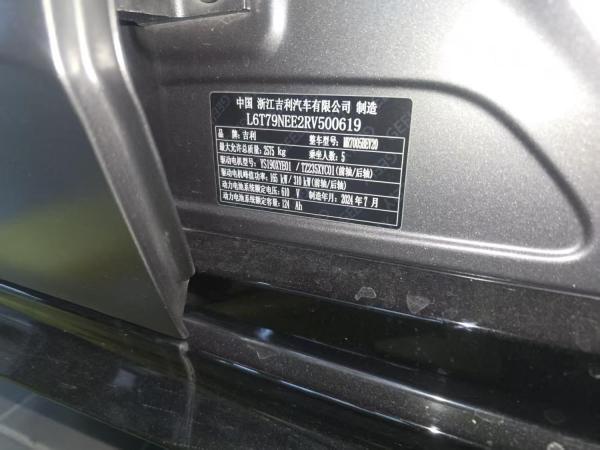 中国 浙江吉利汽车有限公司 制造
L6T79NEE2RV500619
品 牌: 吉利 整车型号: MR7005BEV20
最大允许总质量: 2575 kg 乘坐人数: 5
驱动电机型号: YS190XYE01 / TZ235XYC01(前轴/后轴)
驱动电机峰值功率: 165 kW / 310 kW(前轴/后轴)
动力电池系统额定电压: 610 V 制造年月: 2024年7月
动力电池系统额定容量: 124 Ah